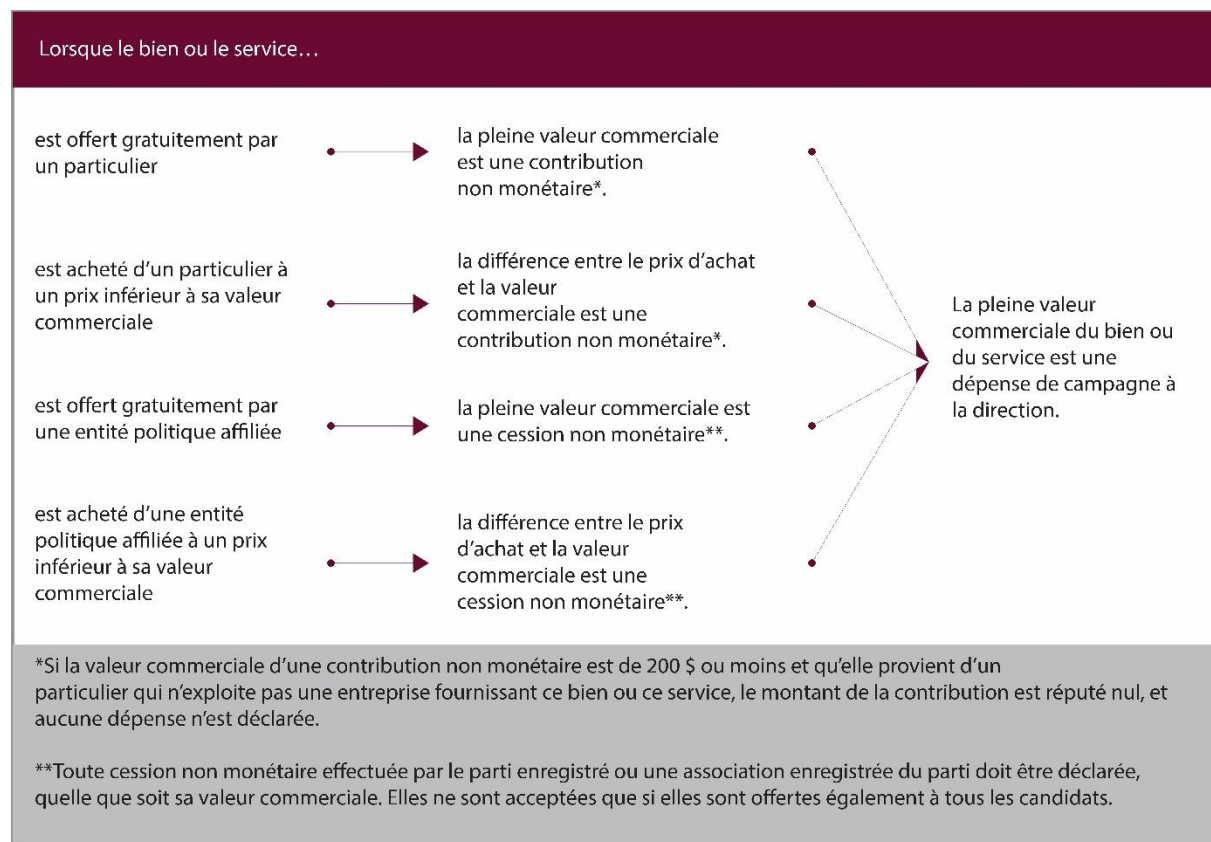 Lorsque le bien ou le service…
est offert gratuitement par
un particulier
la pleine valeur commerciale
est une contribution
non monétaire*.
est acheté d’un particulier à
un prix inférieur à sa valeur
commerciale
la différence entre le prix d’achat
et la valeur
commerciale est une
contribution non monétaire*.
est offert gratuitement par
une entité politique affiliée
la pleine valeur commerciale est
une cession non monétaire**.
est acheté d’une entité
politique affiliée à un prix
inférieur à sa valeur
commerciale
la différence entre le prix
d’achat et la valeur
commerciale est une
cession non monétaire**.
La pleine valeur
commerciale du bien ou
du service est une
dépense de campagne à
la direction.
*Si la valeur commerciale d’une contribution non monétaire est de 200 $ ou moins et qu’elle provient d’un
particulier qui n’exploite pas une entreprise fournissant ce bien ou ce service, le montant de la contribution est réputé nul, et
aucune dépense n’est déclarée.
**Toute cession non monétaire effectuée par le parti enregistré ou une association enregistrée du parti doit être déclarée,
quelle que soit sa valeur commerciale. Elles ne sont acceptées que si elles sont offertes également à tous les candidats.